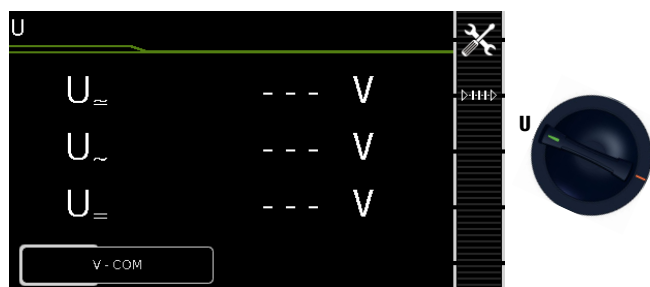 U
U≃ - - - V
U~ - - - V
U= - - - V
V - COM
U